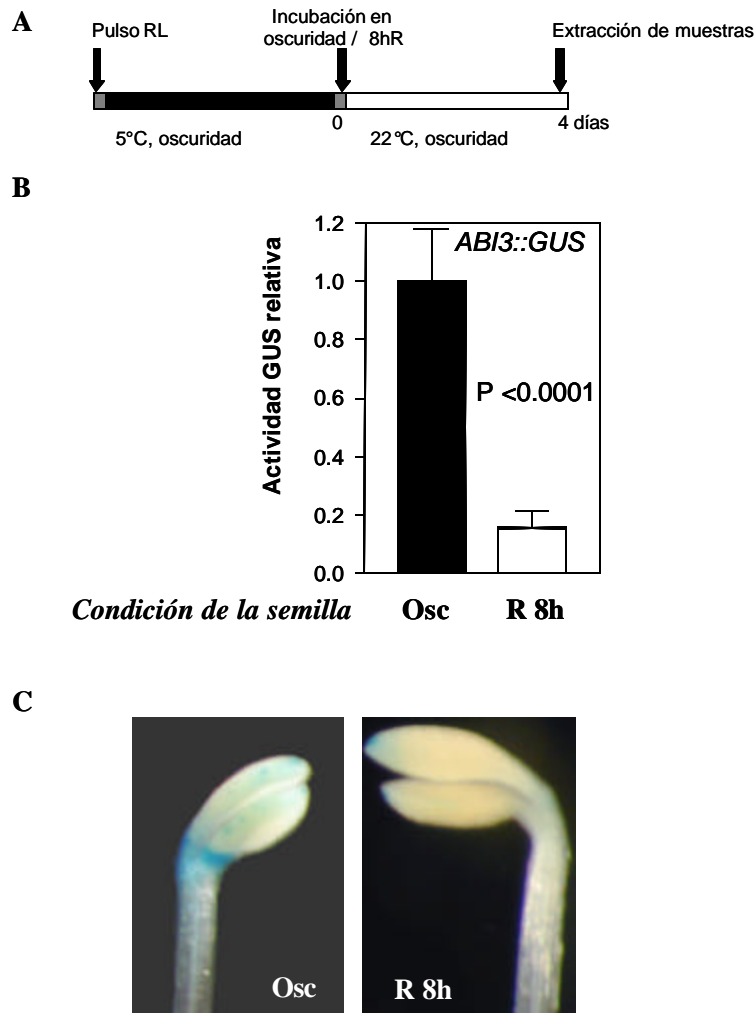 A
Pulso RL
Incubación en
oscuridad / 8hR
Extracción de muestras
0
4 días
5°C, oscuridad
22°C, oscuridad
B
Actividad GUS relativa
1.2
1.0
0.8
0.6
0.4
0.2
0.0
ABI3::GUS
P <0.0001
Condición de la semilla
Osc
R 8h
C
Osc
R 8h